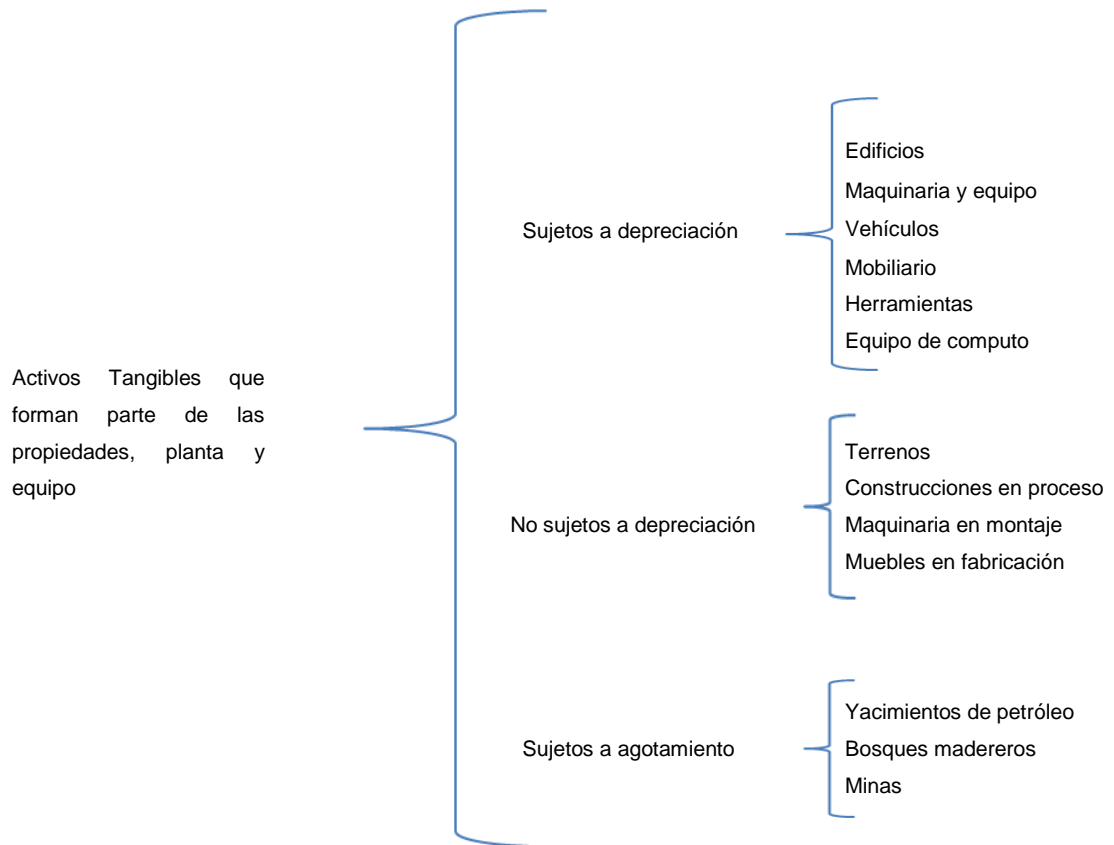 Activos Tangibles que
forman parte de las
propiedades, planta y
equipo
Sujetos a depreciación
Edificios
Maquinaria y equipo
Vehículos
Mobiliario
Herramientas
Equipo de computo
No sujetos a depreciación
Terrenos
Construcciones en proceso
Maquinaria en montaje
Muebles en fabricación
Sujetos a agotamiento
Yacimientos de petróleo
Bosques madereros
Minas